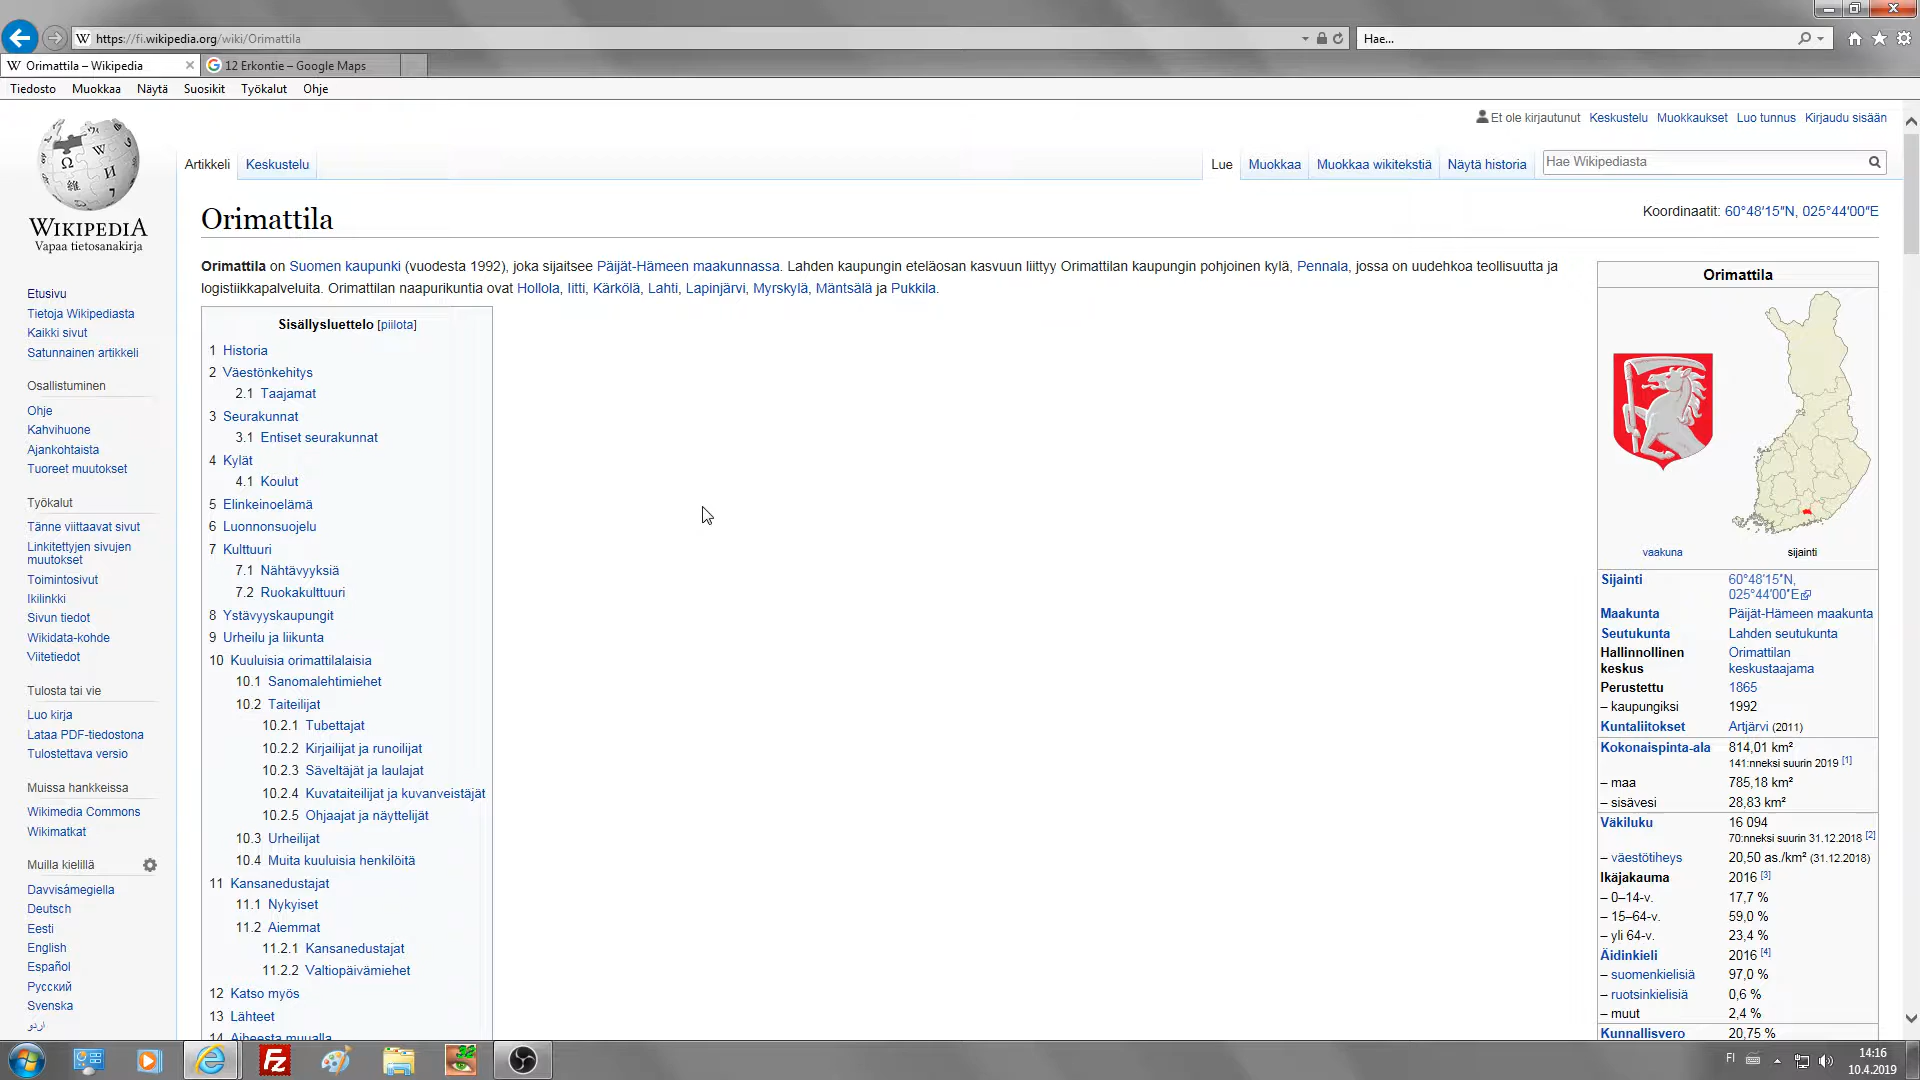 https://fi.wikipedia.org/wiki/Orimattila
Hae...
W Orimattila – Wikipedia
12 Erkontie – Google Maps
Tiedosto Muokkaa Näytä Suosikit Työkalut Ohje
Et ole kirjautunut Keskustelu Muokkaukset Luo tunnus Kirjaudu sisään
WIKIPEDIA
Vapaa tietosanakirja
Artikkeli Keskustelu
Lue Muokkaa Muokkaa wikitekstiä Näytä historia
Hae Wikipediasta
Orimattila
Koordinaatit: 60°48′15″N, 025°44′00″E
Orimattila on Suomen kaupunki (vuodesta 1992), joka sijaitsee Päijät-Hämeen maakunnassa. Lahden kaupungin eteläosan kasvuun liittyy Orimattilan kaupungin pohjoinen kylä, Pennala, jossa on uudehkoa teollisuutta ja
logistiikkapalveluita. Orimattilan naapurikuntia ovat Hollola, Iitti, Kärkölä, Lahti, Lapinjärvi, Myrskylä, Mäntsälä ja Pukkila.
Etusivu
Tietoja Wikipediasta
Kaikki sivut
Satunnainen artikkeli
Osallistuminen
Ohje
Kahvihuone
Ajankohtaista
Tuoreet muutokset
Työkalut
Tänne viittaavat sivut
Linkitettyjen sivujen
muutokset
Toimintosivut
Ikilinkki
Sivun tiedot
Wikidata-kohde
Viitetiedot
Tulosta tai vie
Luo kirja
Lataa PDF-tiedostona
Tulostettava versio
Muissa hankkeissa
Wikimedia Commons
Wikimatkat
Muilla kielillä
Davvisámegiella
Deutsch
Eesti
English
Español
Русский
Svenska
اردو
Sisällysluettelo [piilota]
1 Historia
2 Väestönkehitys
2.1 Taajamat
3 Seurakunnat
3.1 Entiset seurakunnat
4 Kylät
4.1 Koulut
5 Elinkeinoelämä
6 Luonnonsuojelu
7 Kulttuuri
7.1 Nähtävyyksiä
7.2 Ruokakulttuuri
8 Ystävyyskaupungit
9 Urheilu ja liikunta
10 Kuuluisia orimattilalaisia
10.1 Sanomalehtimiehet
10.2 Taiteilijat
10.2.1 Tubettajat
10.2.2 Kirjailijat ja runoilijat
10.2.3 Säveltäjät ja laulajat
10.2.4 Kuvataiteilijat ja kuvanveistäjät
10.2.5 Ohjaajat ja näyttelijät
10.3 Urheilijat
10.4 Muita kuuluisia henkilöitä
11 Kansanedustajat
11.1 Nykyiset
11.2 Aiemmat
11.2.1 Kansanedustajat
11.2.2 Valtiopäivämiehet
12 Katso myös
13 Lähteet
14 Aiheesta muualla
Orimattila
vaakuna
sijainti
Sijainti 60°48′15″N,
025°44′00″E
Maakunta Päijät-Hämeen maakunta
Seutukunta Lahden seutukunta
Hallinnollinen Orimattilan
keskus keskustaajama
Perustettu 1865
– kaupungiksi 1992
Kuntaliitokset Artjärvi (2011)
Kokonaispinta-ala 814,01 km²
141:nneksi suurin 2019 [1]
– maa 785,18 km²
– sisävesi 28,83 km²
Väkiluku 16 094
70:nneksi suurin 31.12.2018 [2]
– väestötiheys 20,50 as./km² (31.12.2018)
Ikäjakauma 2016 [3]
– 0–14-v. 17,7 %
– 15–64-v. 59,0 %
– yli 64-v. 23,4 %
Äidinkieli 2016 [4]
– suomenkielisiä 97,0 %
– ruotsinkielisiä 0,6 %
– muut 2,4 %
Kunnallisvero 20,75 %
FI
14:16
10.4.2019